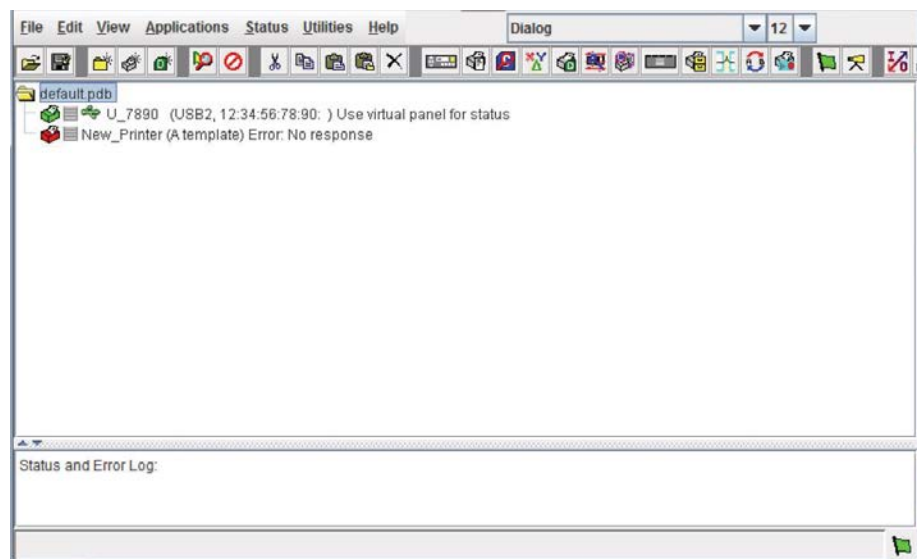 File Edit View Applications Status Utilities Help Dialog 12
default.pdb
U_7890 (USB2, 12:34:56:78:90: ) Use virtual panel for status
New_Printer (A template) Error: No response
Status and Error Log: